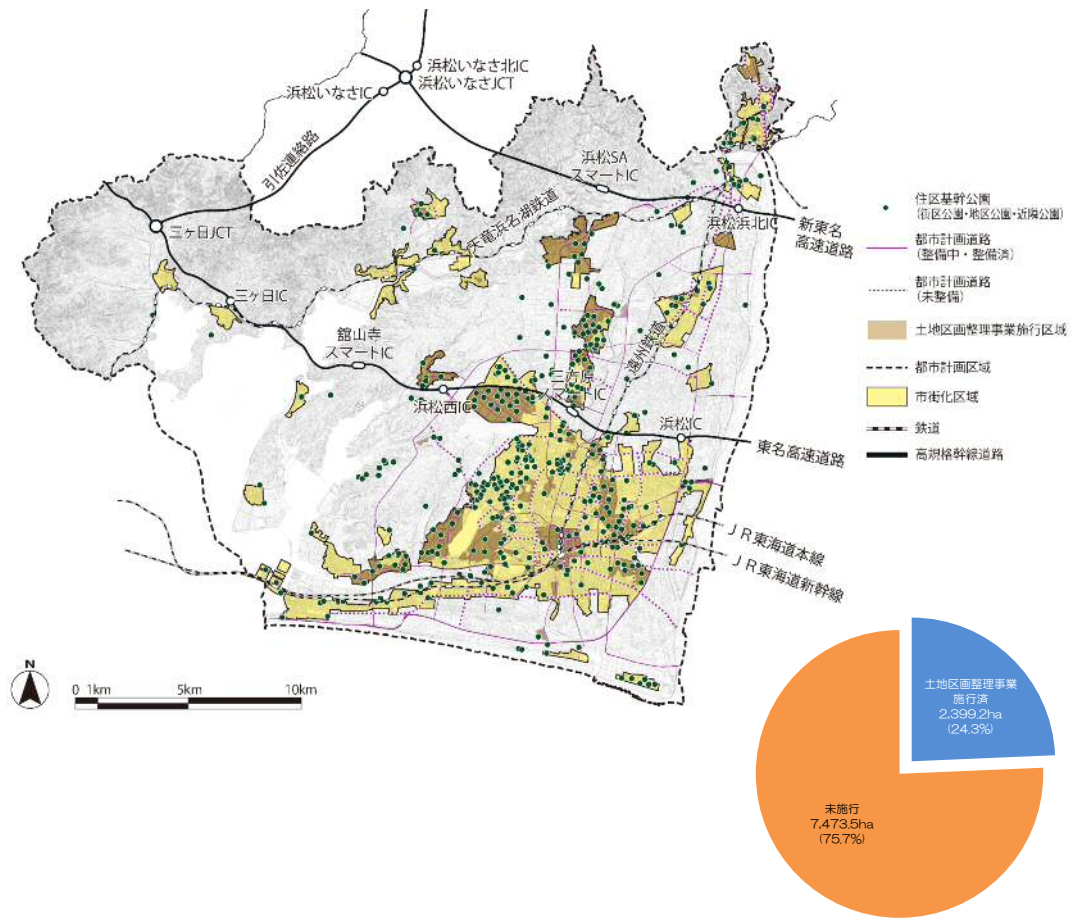 浜松いなさ北IC
浜松いなさJCT
浜松いなさIC
引佐連絡路
浜松SA
スマートIC
天竜浜名湖鉄道
浜松浜北IC
新東名
高速道路
三ヶ日JCT
三ヶ日IC
舘山寺
スマートIC
遠州鉄道
三方原
スマートIC
浜松西IC
浜松IC
東名高速道路
JR東海道本線
JR東海道新幹線
住区基幹公園
(街区公園・地区公園・近隣公園)
都市計画道路
(整備中・整備済)
都市計画道路
(未整備)
土地区画整理事業施行区域
都市計画区域
市街化区域
鉄道
高規格幹線道路
N
0 1km 5km 10km
土地区画整理事業
施行済
2,399.2ha
(24.3%)
未施行
7,473.5ha
(75.7%)